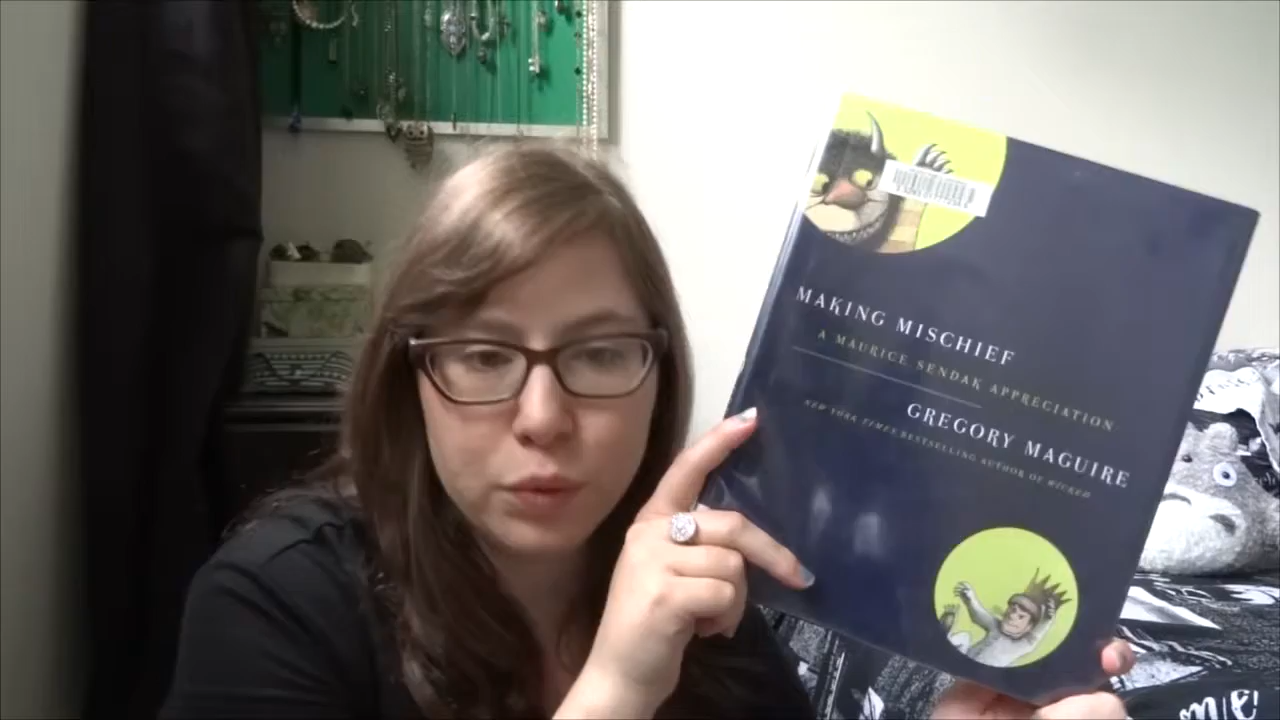 MAKING MISCHIEF
A MAURICE SENDAK APPRECIATION
GREGORY MAGUIRE
NEW YORK TIMES BESTSELLING AUTHOR OF WICKED